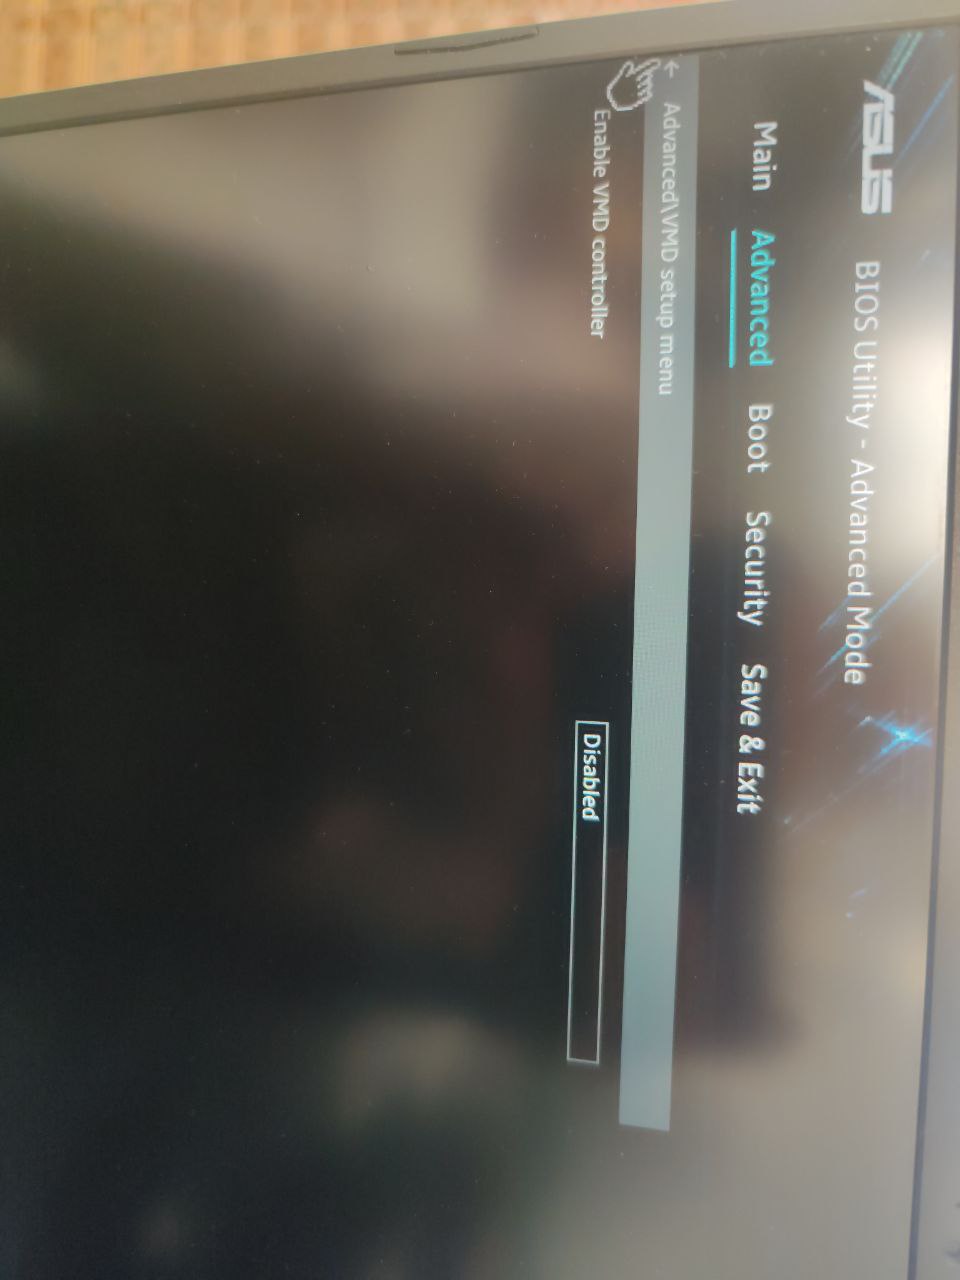 ASUS BIOS Utility - Advanced Mode
Main Advanced Boot Security Save & Exit
← Advanced\VMD setup menu
Enable VMD controller Disabled